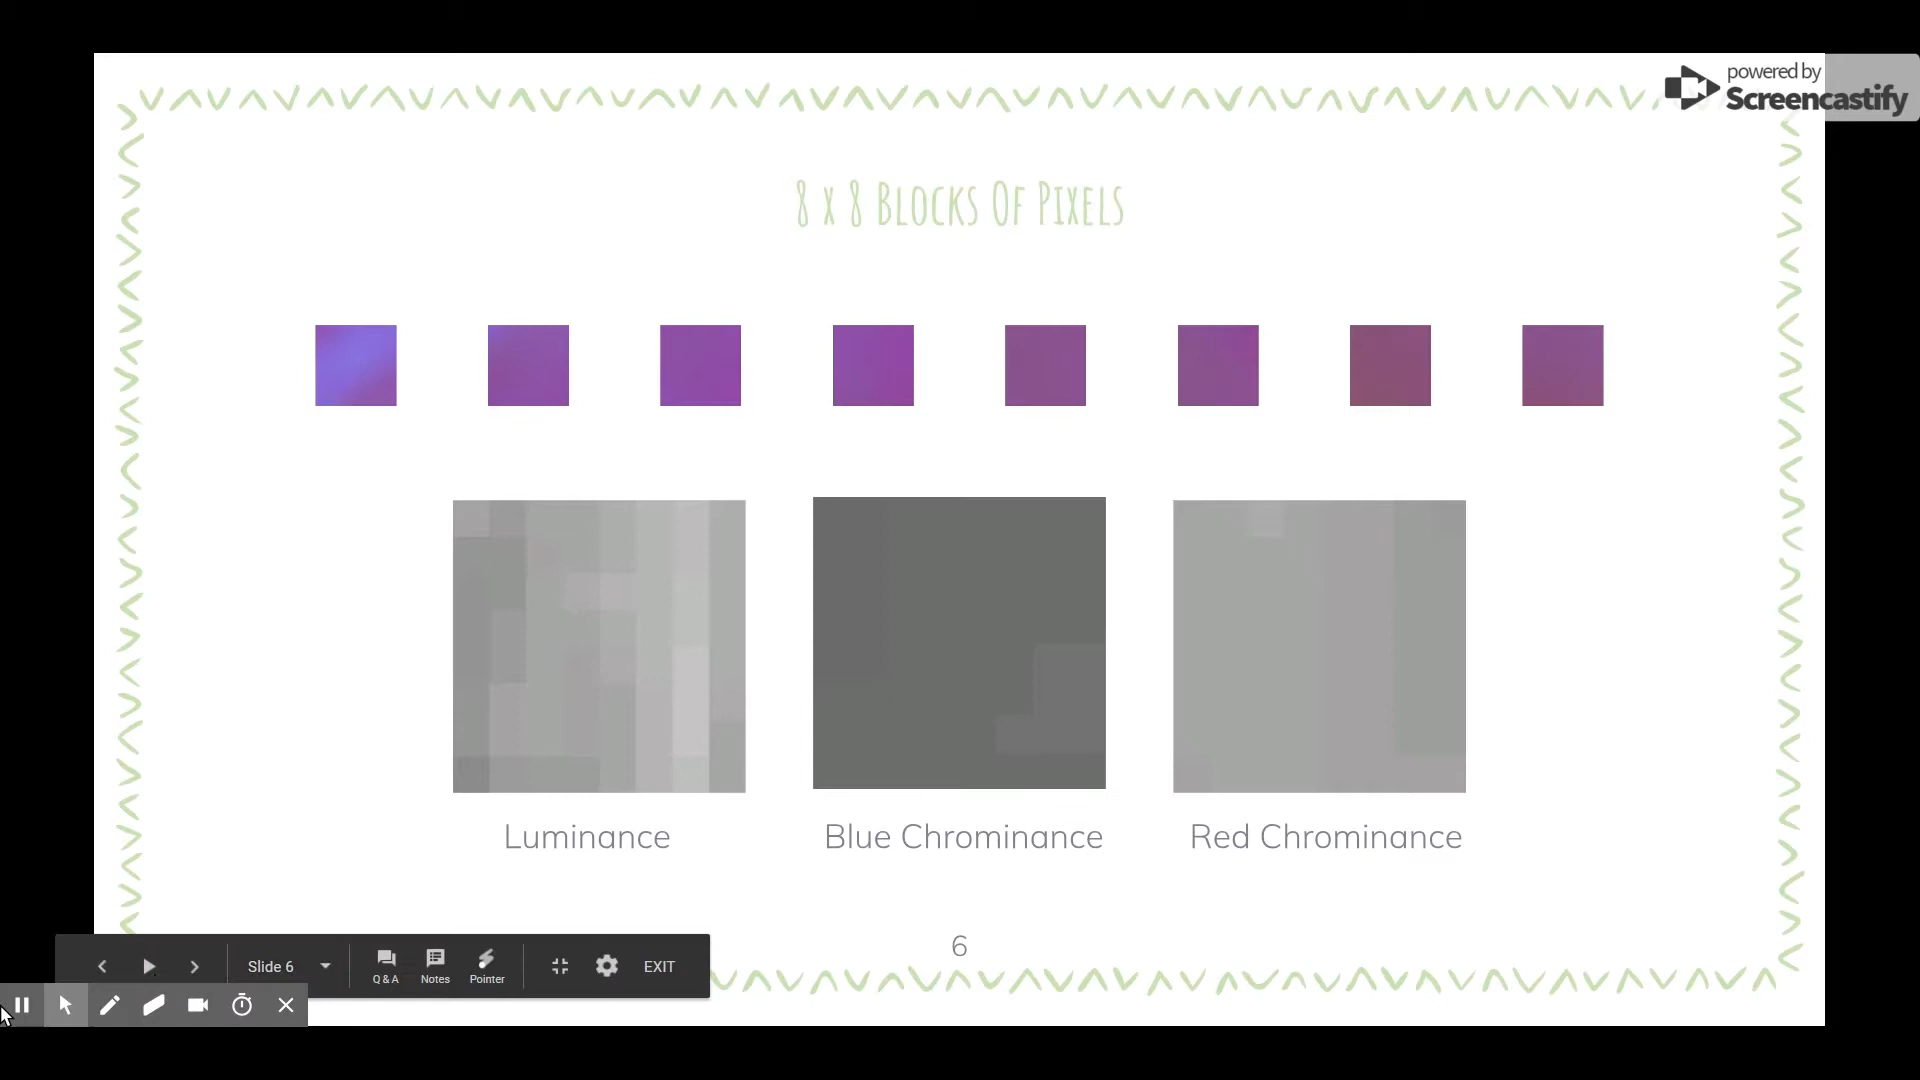 powered by
Screencastify
8 x 8 Blocks Of Pixels
Luminance
Blue Chrominance
Red Chrominance
6
Slide 6
Q & A
Notes
Pointer
EXIT